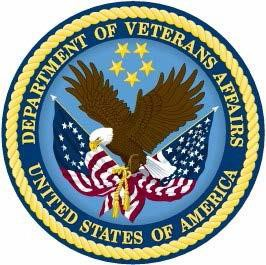 DEPARTMENT OF VETERANS AFFAIRS
UNITED STATES OF AMERICA